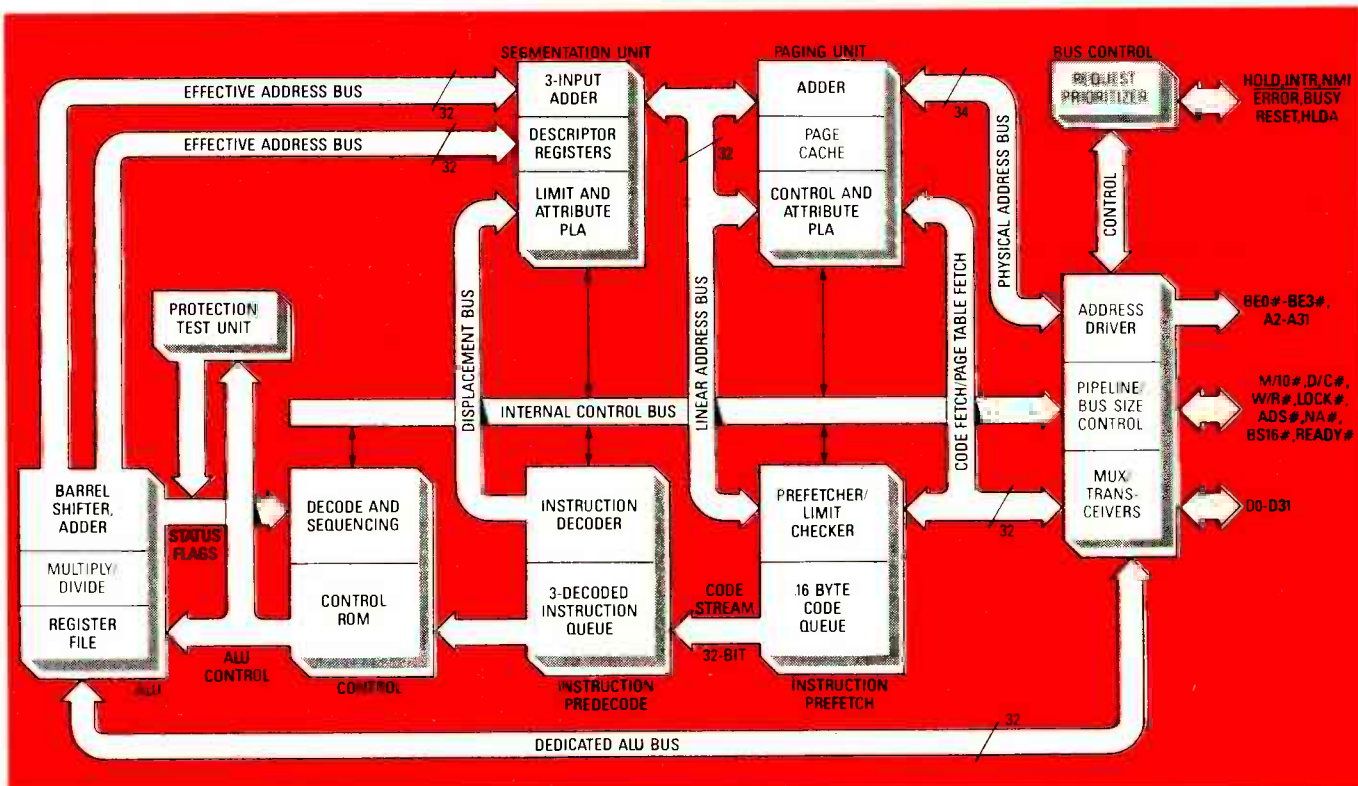 SEGMENTATION UNIT
3-INPUT
ADDER
DESCRIPTOR
REGISTERS
LIMIT AND
ATTRIBUTE
PLA
PAGING UNIT
ADDER
PAGE
CACHE
CONTROL AND
ATTRIBUTE
PLA
BUS CONTROL
REQUEST
PRIORITIZER
HOLD,INTR,NMI
ERROR,BUSY
RESET,HLDA
EFFECTIVE ADDRESS BUS
32
EFFECTIVE ADDRESS BUS
32
32
34
PHYSICAL ADDRESS BUS
CONTROL
PROTECTION
TEST UNIT
DISPLACEMENT BUS
LINEAR ADDRESS BUS
CODE FETCH/PAGE TABLE FETCH
INTERNAL CONTROL BUS
ADDRESS
DRIVER
PIPELINE/
BUS SIZE
CONTROL
MUX/
TRANS-
CEIVERS
BE0#-BE3#,
A2-A31
M/10#,D/C#,
W/R#,LOCK#,
ADS#,NA#,
BS16#,READY#
D0-D31
BARREL
SHIFTER,
ADDER
MULTIPLY/
DIVIDE
REGISTER
FILE
ALU
STATUS
FLAGS
ALU
CONTROL
DECODE AND
SEQUENCING
CONTROL
ROM
CONTROL
INSTRUCTION
DECODER
3-DECODED
INSTRUCTION
QUEUE
INSTRUCTION
PREDECODE
CODE
STREAM
32-BIT
PREFETCHER/
LIMIT
CHECKER
16 BYTE
CODE
QUEUE
INSTRUCTION
PREFETCH
32
DEDICATED ALU BUS
32